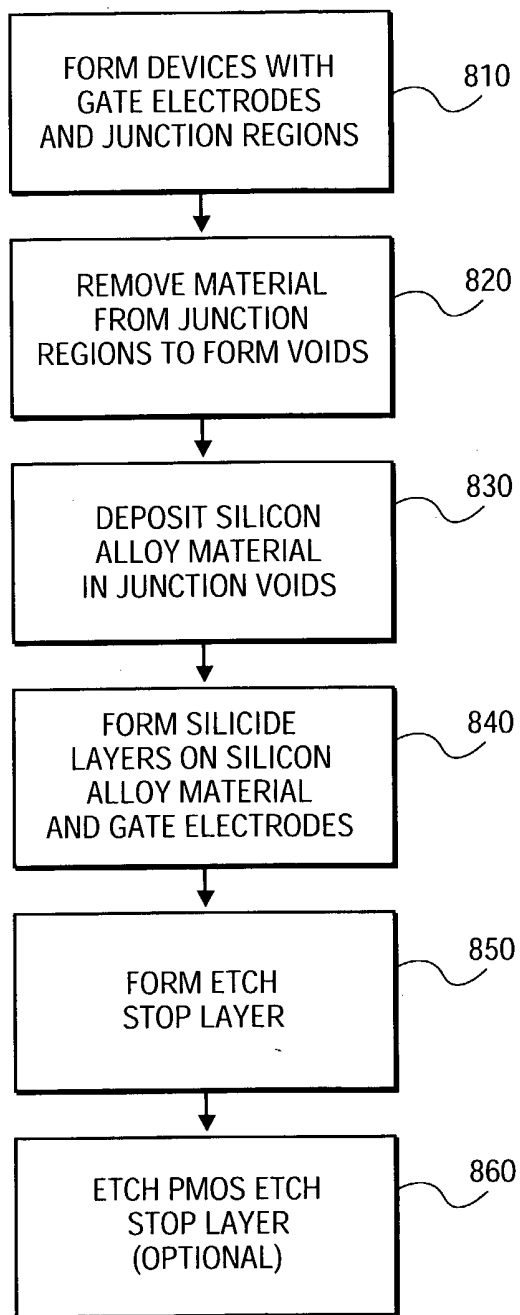 FORM DEVICES WITH
GATE ELECTRODES
AND JUNCTION REGIONS
810
REMOVE MATERIAL
FROM JUNCTION
REGIONS TO FORM VOIDS
820
DEPOSIT SILICON
ALLOY MATERIAL
IN JUNCTION VOIDS
830
FORM SILICIDE
LAYERS ON SILICON
ALLOY MATERIAL
AND GATE ELECTRODES
840
FORM ETCH
STOP LAYER
850
ETCH PMOS ETCH
STOP LAYER
(OPTIONAL)
860